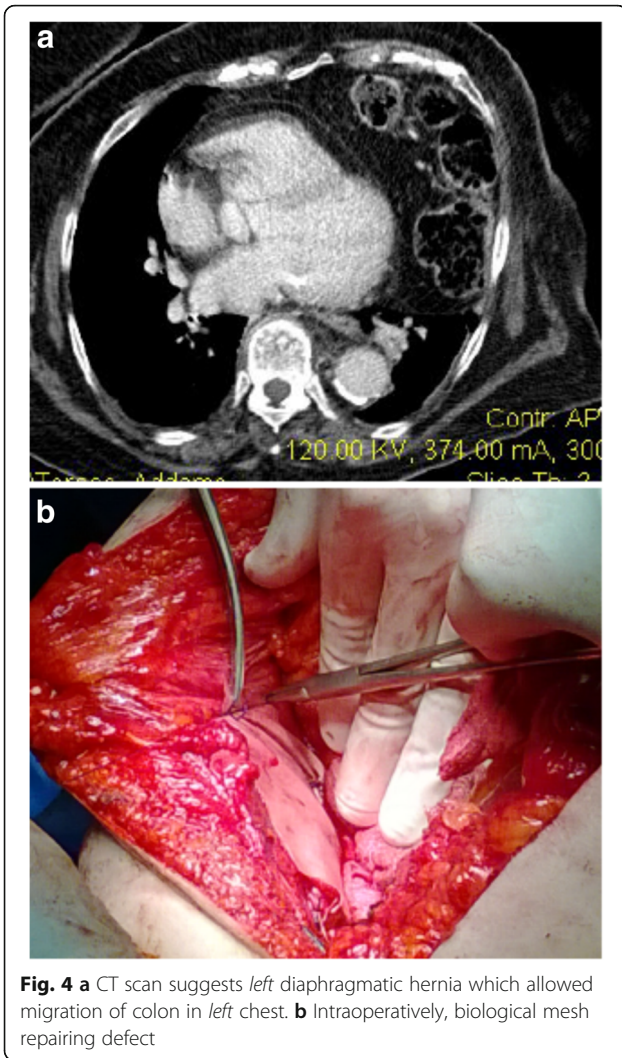 a
Contr: AP
120.00 KV, 374.00 mA, 300
b
Fig. 4 a CT scan suggests left diaphragmatic hernia which allowed
migration of colon in left chest. b Intraoperatively, biological mesh
repairing defect